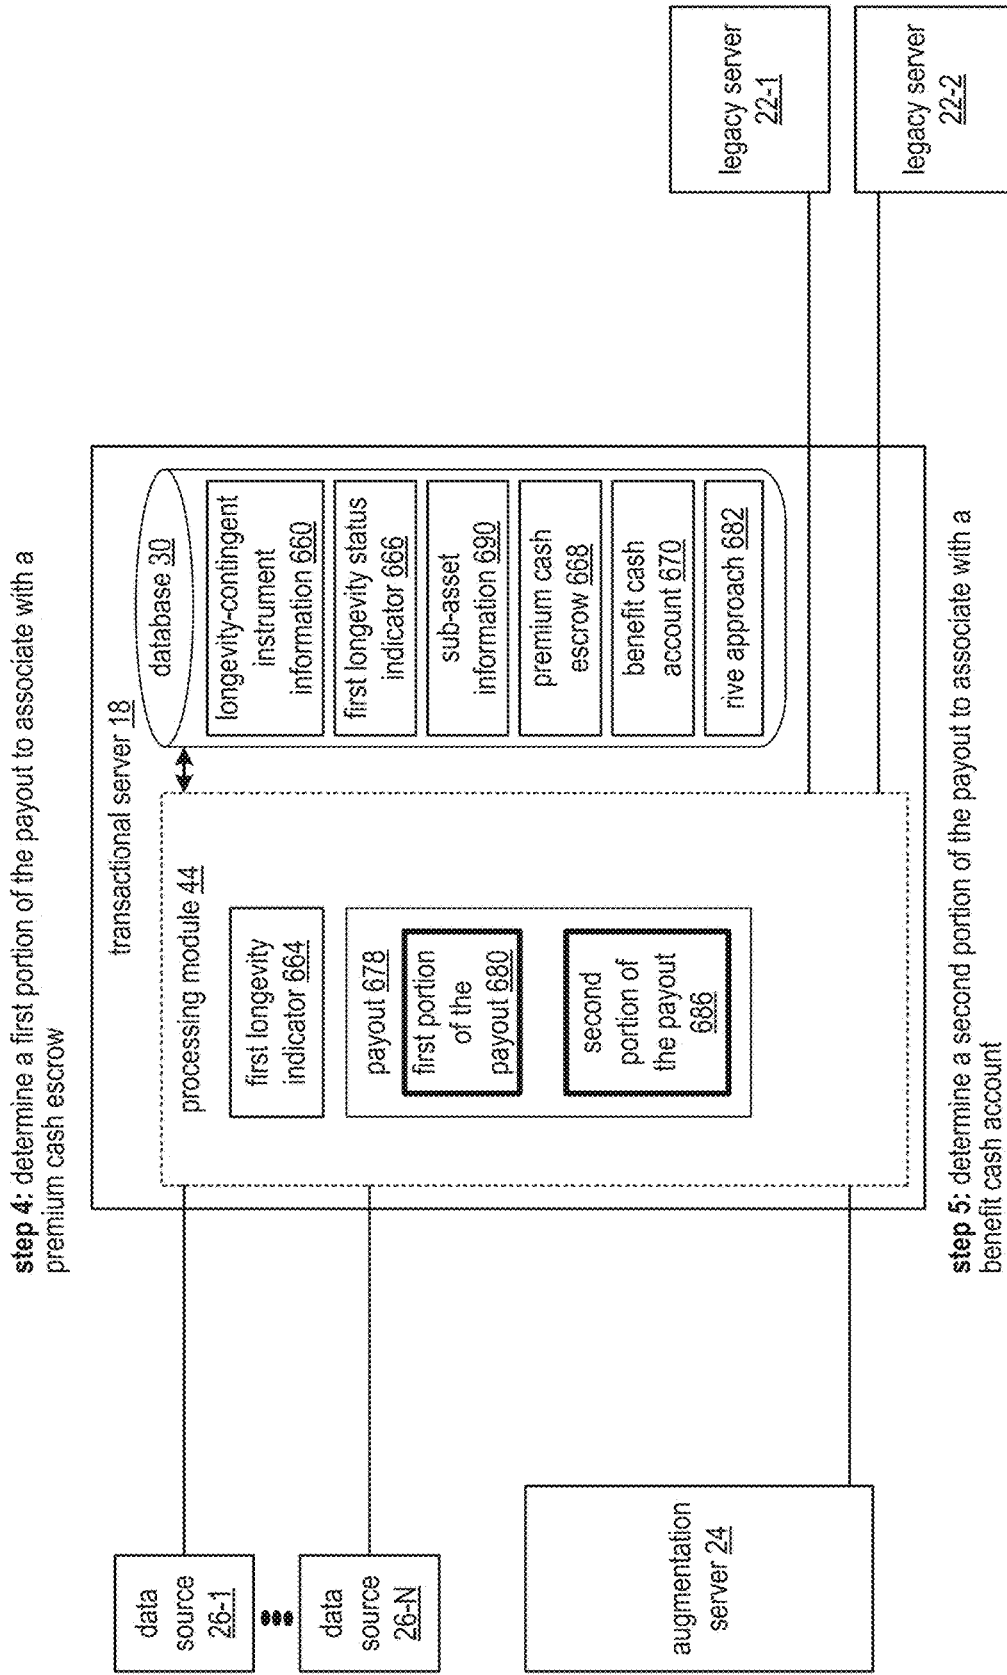 step 4: determine a first portion of the payout to associate with a
premium cash escrow
transactional server 18
data
source
26-1
data
source
26-N
augmentation
server 24
processing module 44
first longevity
indicator 664
payout 678
first portion
of the
payout 680
second
portion of
the payout
686
database 30
longevity-contingent
instrument
information 660
first longevity status
indicator 666
sub-asset
information 690
premium cash
escrow 668
benefit cash
account 670
rive approach 682
legacy server
22-1
legacy server
22-2
step 5: determine a second portion of the payout to associate with a
benefit cash account